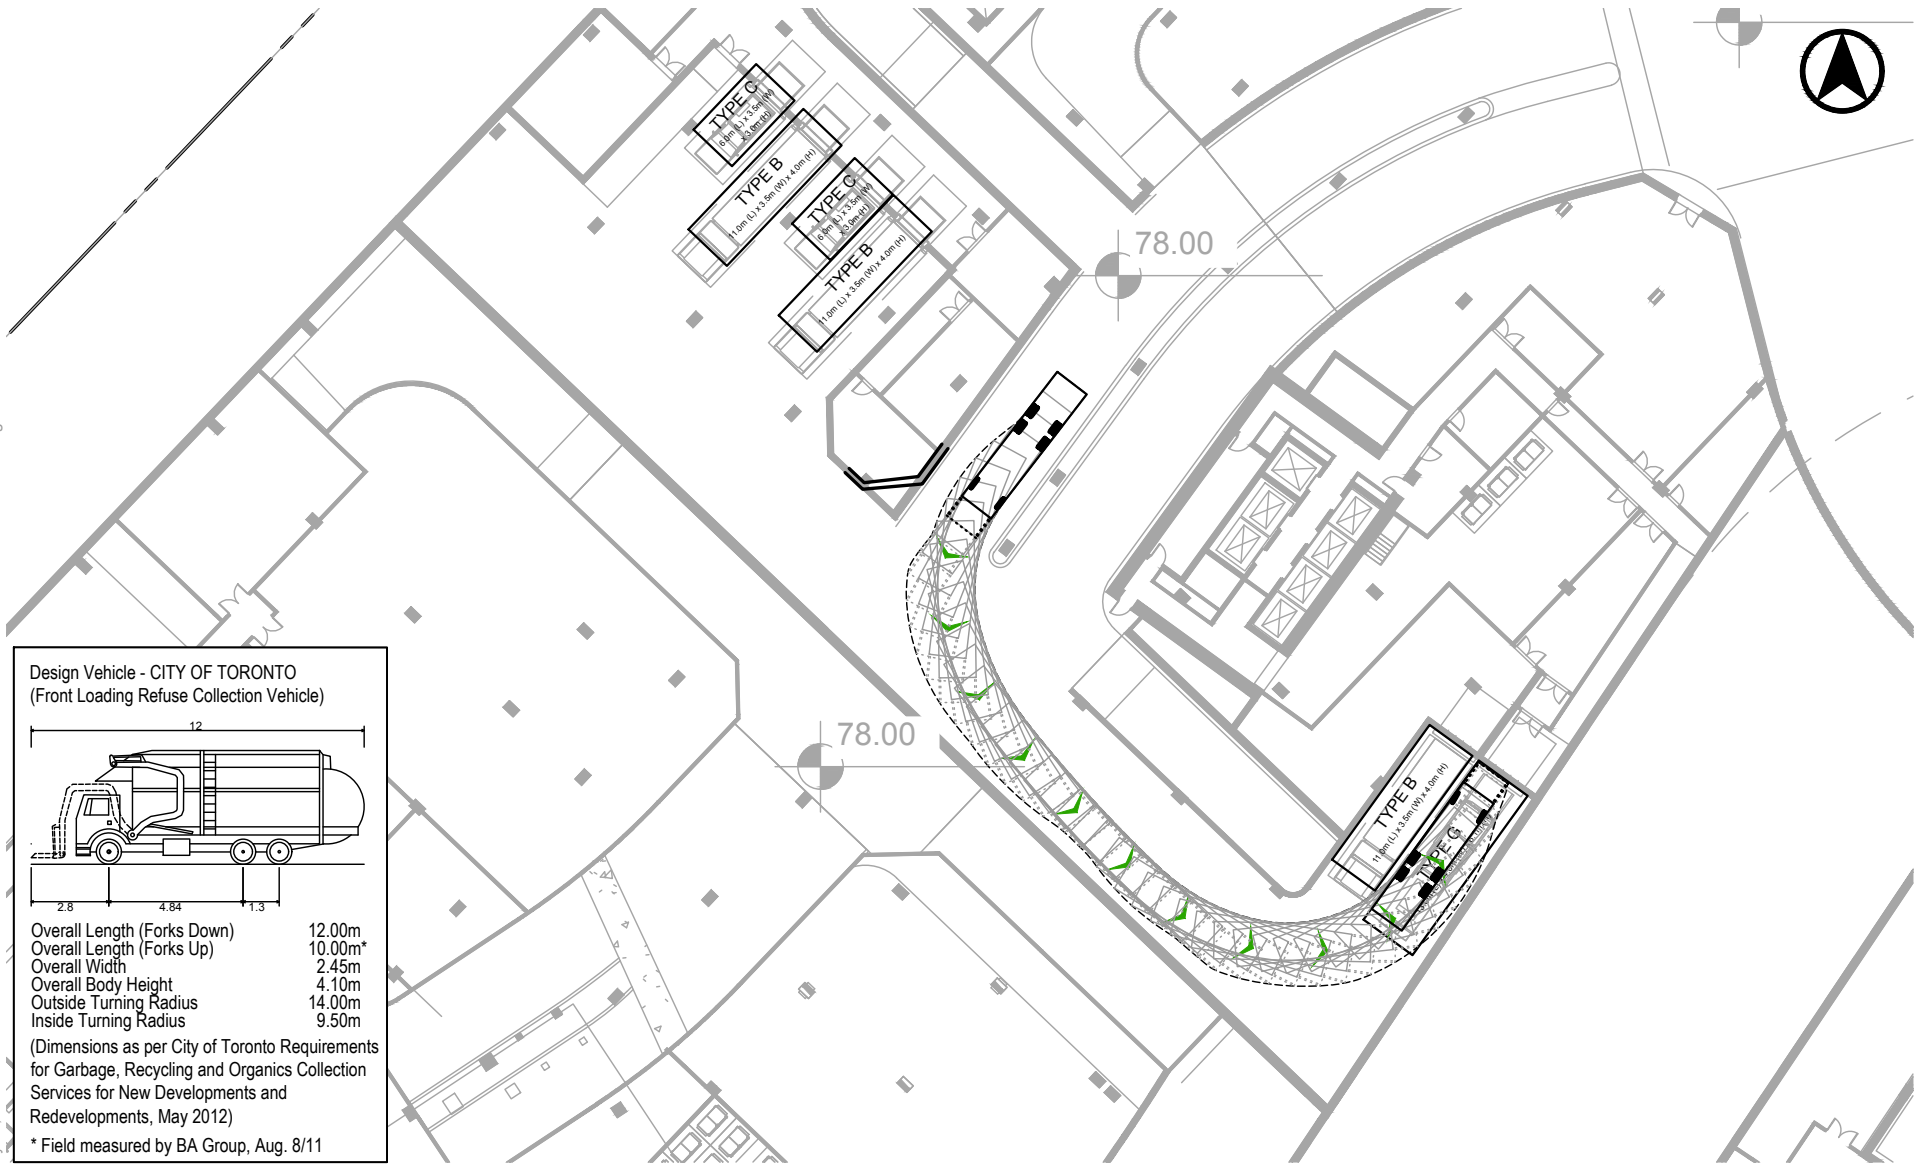 TYPE C
6.0m (L) x 3.5m (W)
x 3.0m (H)
TYPE B
11.0m (L) x 3.5m (W) x 4.0m (H)
TYPE C
6.0m (L) x 3.5m (W)
x 3.0m (H)
TYPE B
11.0m (L) x 3.5m (W) x 4.0m (H)
78.00
78.00
TYPE B
11.0m (L) x 3.5m (W) x 4.0m (H)
TYPE G
Design Vehicle - CITY OF TORONTO
(Front Loading Refuse Collection Vehicle)
12
2.8 4.84 1.3
Overall Length (Forks Down) 12.00m
Overall Length (Forks Up) 10.00m*
Overall Width 2.45m
Overall Body Height 4.10m
Outside Turning Radius 14.00m
Inside Turning Radius 9.50m
(Dimensions as per City of Toronto Requirements
for Garbage, Recycling and Organics Collection
Services for New Developments and
Redevelopments, May 2012)
* Field measured by BA Group, Aug. 8/11